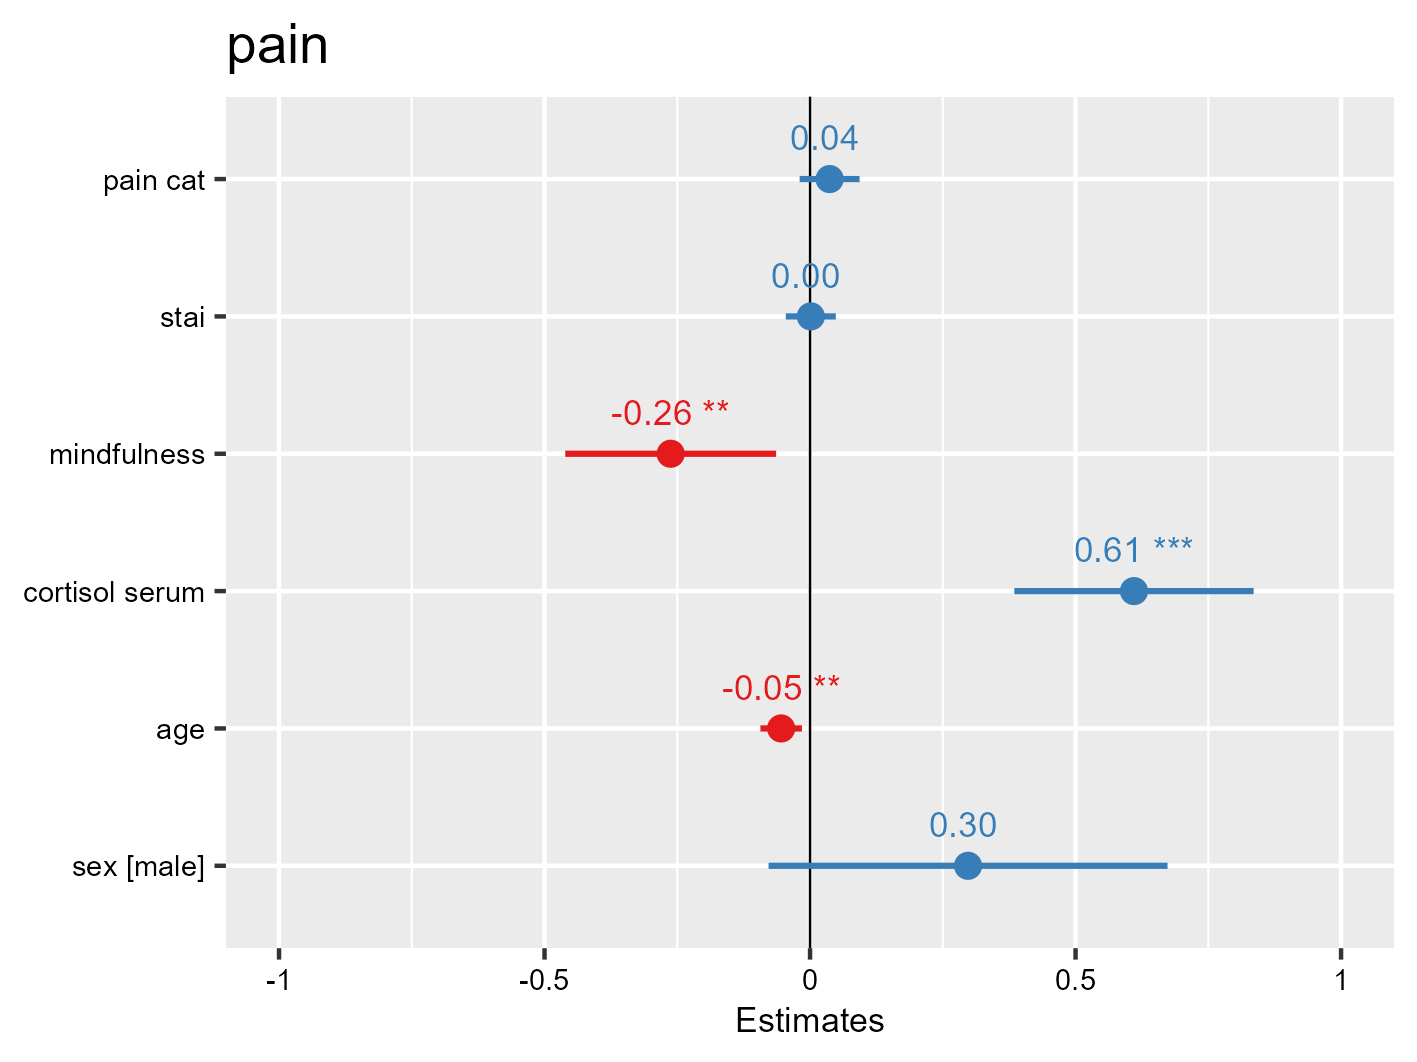 pain
0.04
pain cat
0.00
stai
-0.26 **
mindfulness
0.61 ***
cortisol serum
-0.05 **
age
0.30
sex [male]
-1 -0.5 0 0.5 1
Estimates